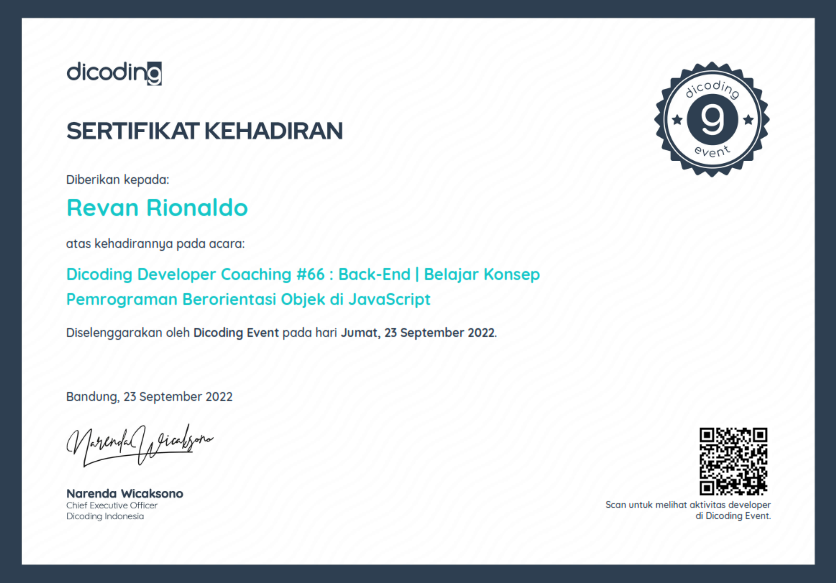 dicoding
SERTIFIKAT KEHADIRAN
dicoding
9
event
Diberikan kepada:
Revan Rionaldo
atas kehadirannya pada acara:
Dicoding Developer Coaching #66 : Back-End | Belajar Konsep
Pemrograman Berorientasi Objek di JavaScript
Diselenggarakan oleh Dicoding Event pada hari Jumat, 23 September 2022.
Bandung, 23 September 2022
Narenda Wicaksono
Narenda Wicaksono
Chief Executive Officer
Dicoding Indonesia
Scan untuk melihat aktivitas developer
di Dicoding Event.